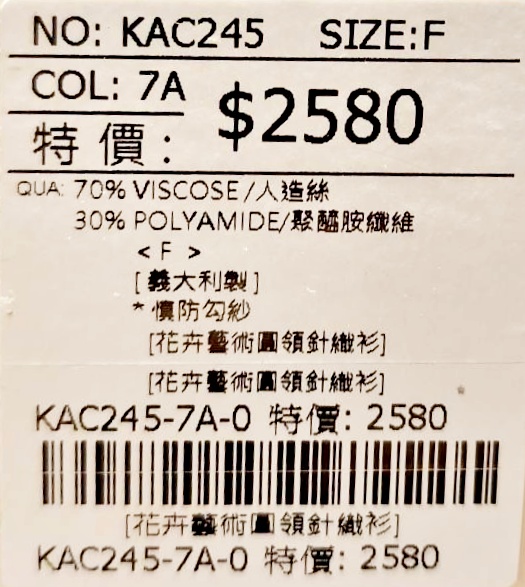 NO: KAC245 SIZE:F
COL: 7A
特價: $2580
QUA: 70% VISCOSE/人造絲
30% POLYAMIDE/聚醯胺纖維
< F >
[義大利製]
* 慎防勾紗
[花卉藝術圓領針織衫]
[花卉藝術圓領針織衫]
KAC245-7A-0 特價: 2580
[花卉藝術圓領針織衫]
KAC245-7A-0 特價: 2580